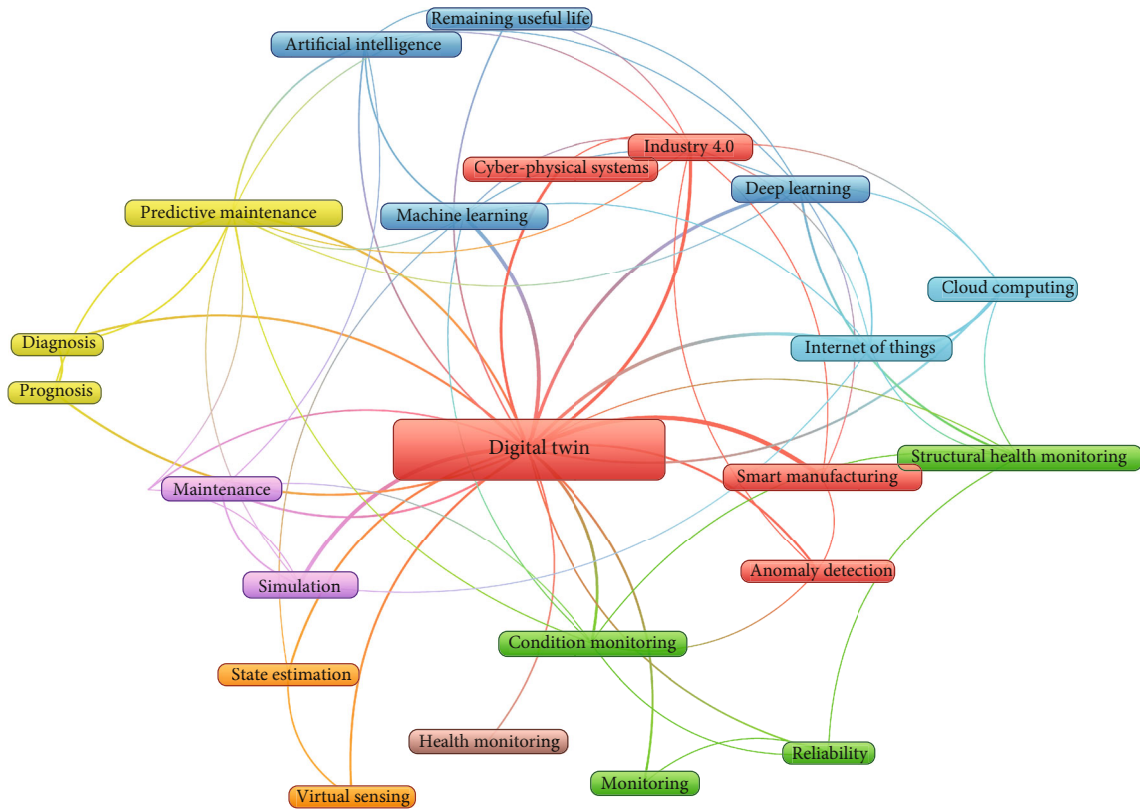 Remaining useful life
Artificial intelligence
Industry 4.0
Cyber-physical systems
Deep learning
Predictive maintenance
Machine learning
Cloud computing
Diagnosis
Internet of things
Prognosis
Digital twin
Structural health monitoring
Smart manufacturing
Maintenance
Anomaly detection
Simulation
Condition monitoring
State estimation
Health monitoring
Reliability
Monitoring
Virtual sensing